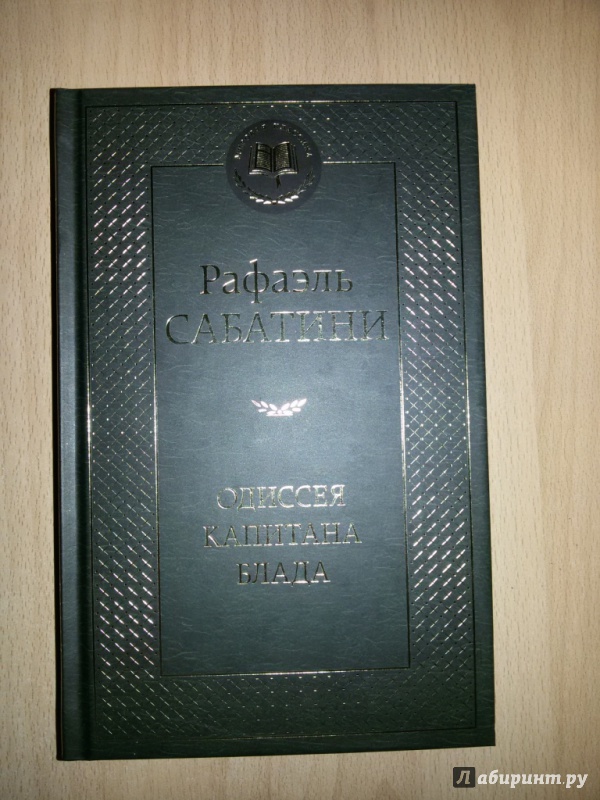 Рафаэль
САБАТИНИ
ОДИССЕЯ
КАПИТАНА
БЛАДА
Лабиринт.ру